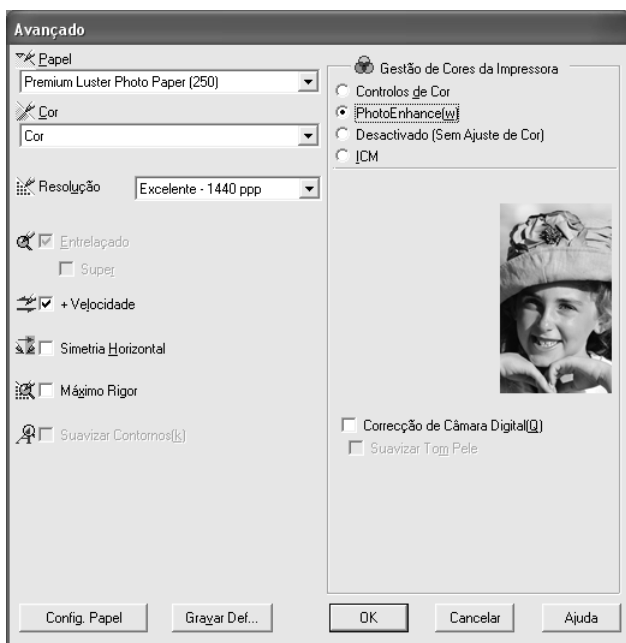 Avançado
Papel
Premium Luster Photo Paper (250)
Cor
Cor
Resolução
Excelente - 1440 ppp
Entrelaçado
Super
+ Velocidade
Simetria Horizontal
Máximo Rigor
Suavizar Contornos(k)
Gestão de Cores da Impressora
Controlos de Cor
PhotoEnhance(w)
Desactivado (Sem Ajuste de Cor)
ICM
Correcção de Câmara Digital(Q)
Suavizar Tom Pele
Config. Papel
Gravar Def...
OK
Cancelar
Ajuda